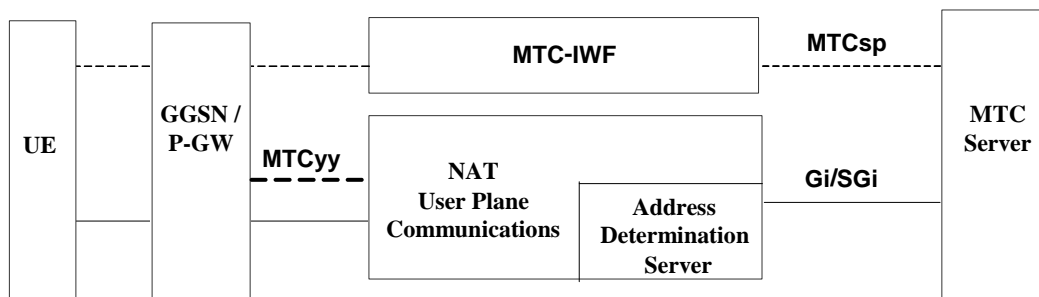 MTC-IWF
MTCsp
UE
GGSN /
P-GW
MTCyy
NAT
User Plane
Communications
Address
Determination
Server
Gi/SGi
MTC
Server